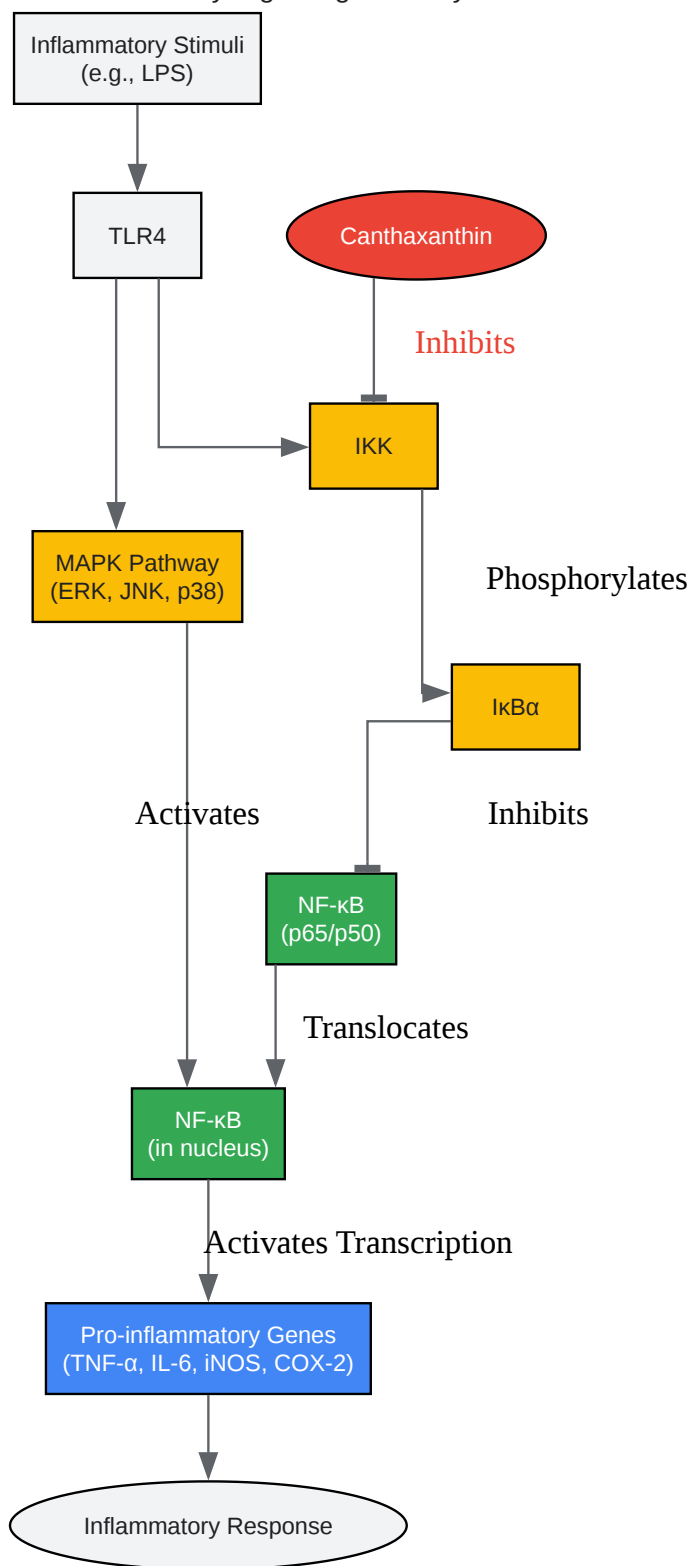 Inflammatory Stimuli
(e.g., LPS)
TLR4
Canthaxanthin
Inhibits
IKK
MAPK Pathway
(ERK, JNK, p38)
Phosphorylates
IκBα
Activates
Inhibits
NF-κB
(p65/p50)
Translocates
NF-κB
(in nucleus)
Activates Transcription
Pro-inflammatory Genes
(TNF-α, IL-6, iNOS, COX-2)
Inflammatory Response